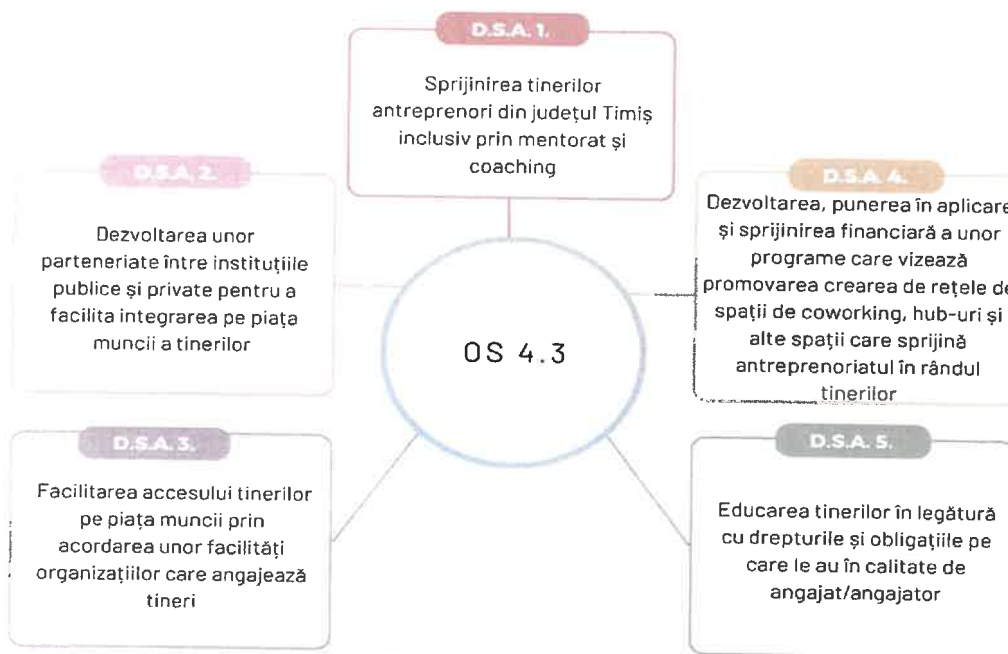 D.S.A. 1.
Sprijinirea tinerilor
antreprenori din județul Timiș
inclusiv prin mentorat și
coaching
D.S.A. 2.
Dezvoltarea unor
parteneriate între instituțiile
publice și private pentru a
facilita integrarea pe piața
muncii a tinerilor
D.S.A. 4.
Dezvoltarea, punerea în aplicare
și sprijinirea financiară a unor
programe care vizează
promovarea crearea de rețele de
spații de coworking, hub-uri și
alte spații care sprijină
antreprenoriatul în rândul
tinerilor
OS 4.3
D.S.A. 3.
Facilitarea accesului tinerilor
pe piața muncii prin
acordarea unor facilități
organizațiilor care angajează
tineri
D.S.A. 5.
Educarea tinerilor în legătură
cu drepturile și obligațiile pe
care le au în calitate de
angajat/angajator